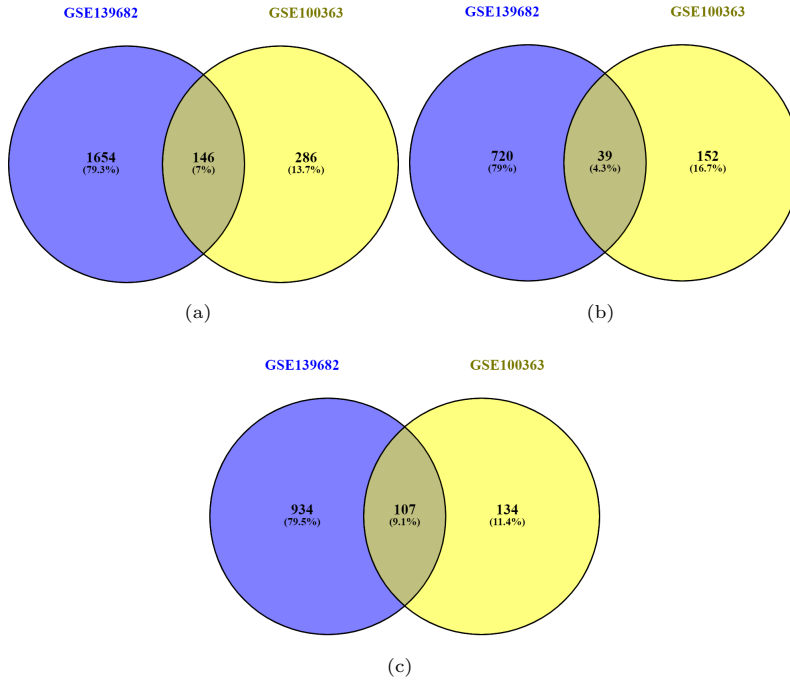 GSE139682 GSE100363
1654 146 286
(79.3%) (7%) (13.7%)
(a)
GSE139682 GSE100363
720 39 152
(79%) (4.3%) (16.7%)
(b)
GSE139682 GSE100363
934 107 134
(79.5%) (9.1%) (11.4%)
(c)